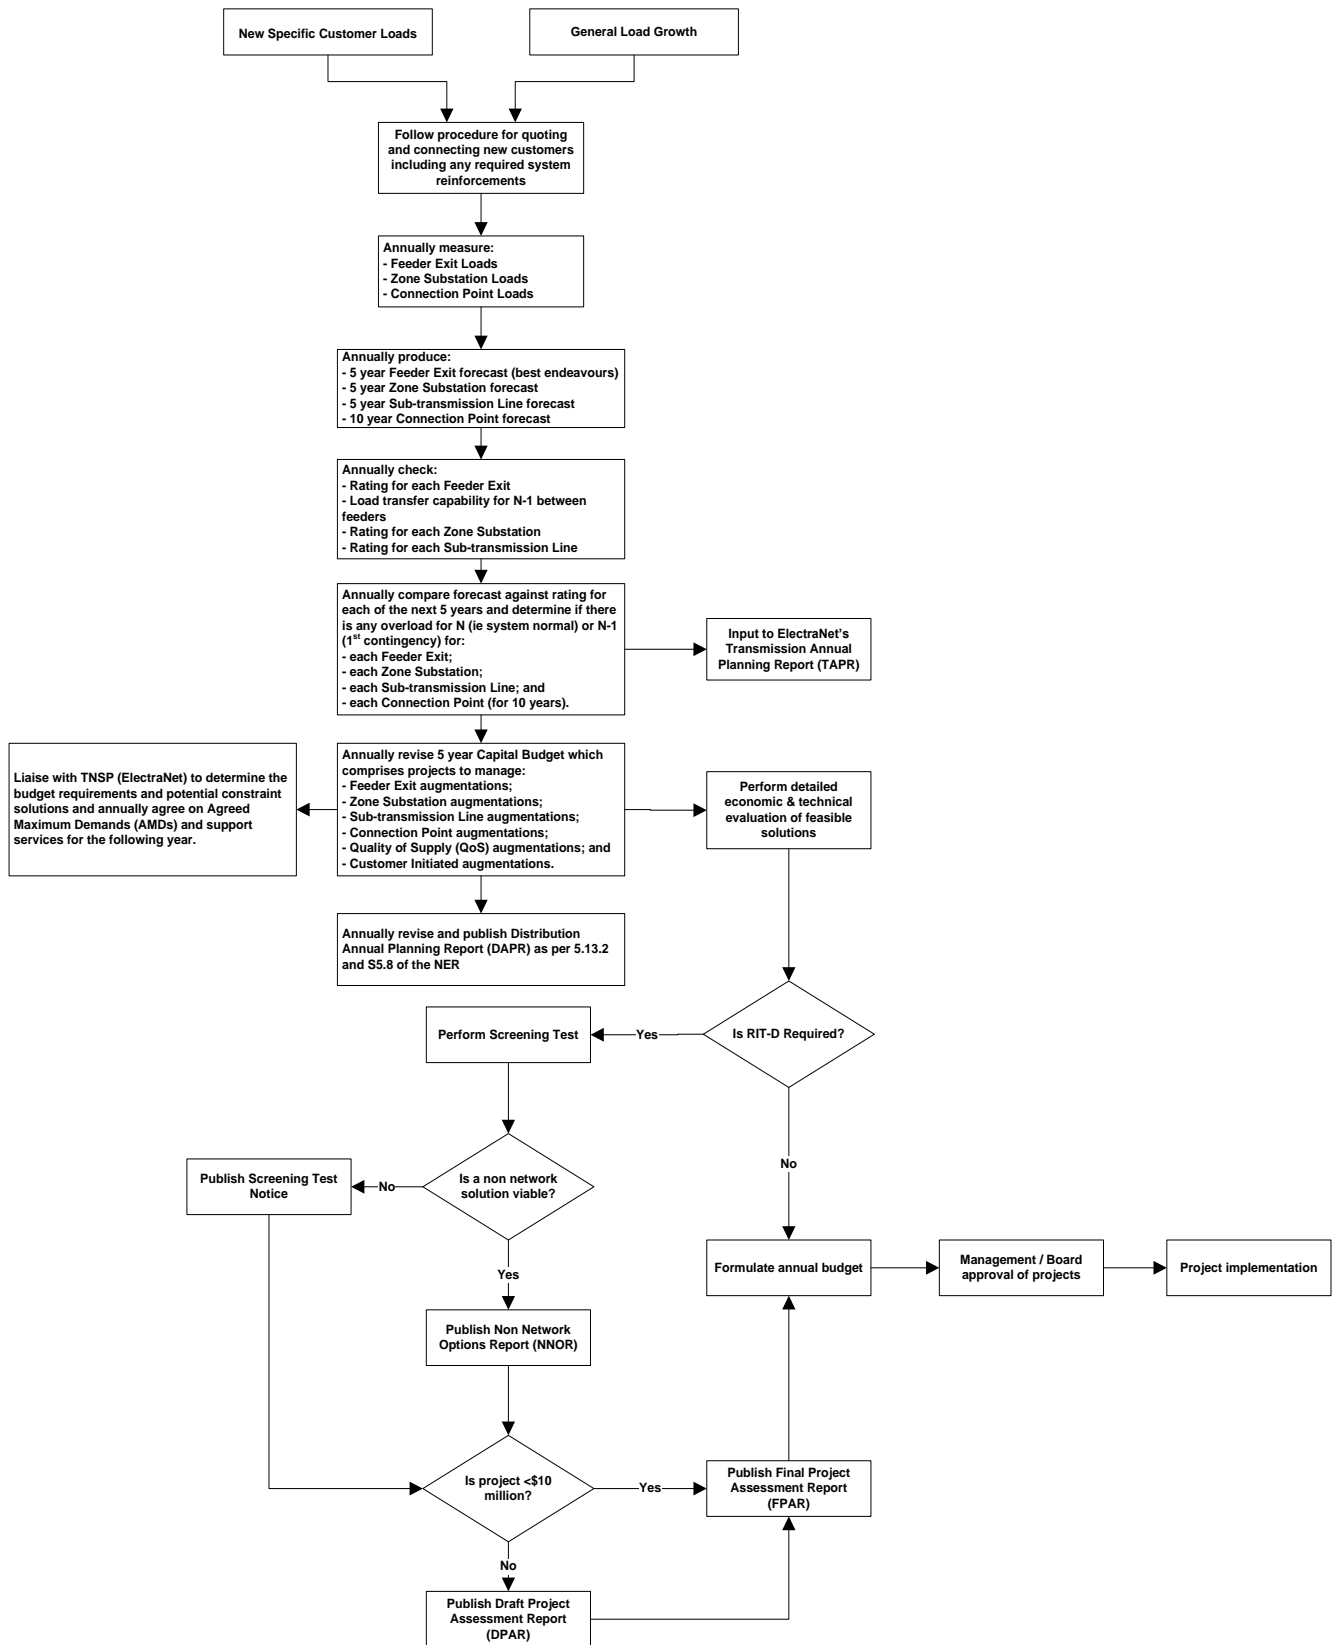 New Specific Customer Loads
General Load Growth
Follow procedure for quoting
and connecting new customers
including any required system
reinforcements
Annually measure:
- Feeder Exit Loads
- Zone Substation Loads
- Connection Point Loads
Annually produce:
- 5 year Feeder Exit forecast (best endeavours)
- 5 year Zone Substation forecast
- 5 year Sub-transmission Line forecast
- 10 year Connection Point forecast
Annually check:
- Rating for each Feeder Exit
- Load transfer capability for N-1 between
feeders
- Rating for each Zone Substation
- Rating for each Sub-transmission Line
Annually compare forecast against rating for
each of the next 5 years and determine if there
is any overload for N (ie system normal) or N-1
(1st contingency) for:
- each Feeder Exit;
- each Zone Substation;
- each Sub-transmission Line; and
- each Connection Point (for 10 years).
Input to ElectraNet's
Transmission Annual
Planning Report (TAPR)
Liaise with TNSP (ElectraNet) to determine the
budget requirements and potential constraint
solutions and annually agree on Agreed
Maximum Demands (AMDs) and support
services for the following year.
Annually revise 5 year Capital Budget which
comprises projects to manage:
- Feeder Exit augmentations;
- Zone Substation augmentations;
- Sub-transmission Line augmentations;
- Connection Point augmentations;
- Quality of Supply (QoS) augmentations; and
- Customer Initiated augmentations.
Perform detailed
economic & technical
evaluation of feasible
solutions
Annually revise and publish Distribution
Annual Planning Report (DAPR) as per 5.13.2
and S5.8 of the NER
Perform Screening Test
Yes
Is RIT-D Required?
No
Publish Screening Test
Notice
No
Is a non network
solution viable?
Yes
Formulate annual budget
Management / Board
approval of projects
Project implementation
Publish Non Network
Options Report (NNOR)
Is project <$10
million?
Yes
Publish Final Project
Assessment Report
(FPAR)
No
Publish Draft Project
Assessment Report
(DPAR)